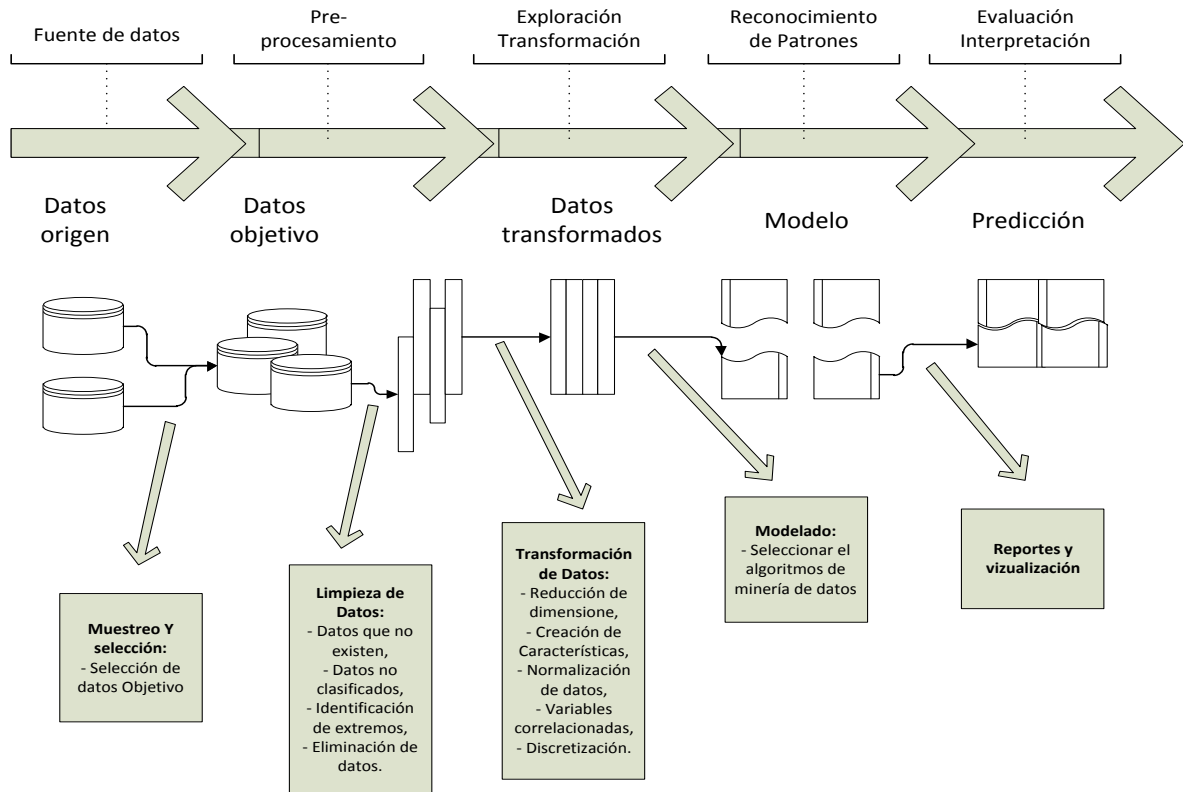 Fuente de datos
Pre-
procesamiento
Exploración
Transformación
Reconocimiento
de Patrones
Evaluación
Interpretación
Datos
origen
Datos
objetivo
Datos
transformados
Modelo
Predicción
Muestreo Y
selección:
- Selección de
datos Objetivo
Limpieza de
Datos:
- Datos que no
existen,
- Datos no
clasificados,
- Identificación
de extremos,
- Eliminación de
datos.
Transformación
de Datos:
- Reducción de
dimensione,
- Creación de
Características,
- Normalización
de datos,
- Variables
correlacionadas,
- Discretización.
Modelado:
- Seleccionar el
algoritmos de
minería de datos
Reportes y
vizualización